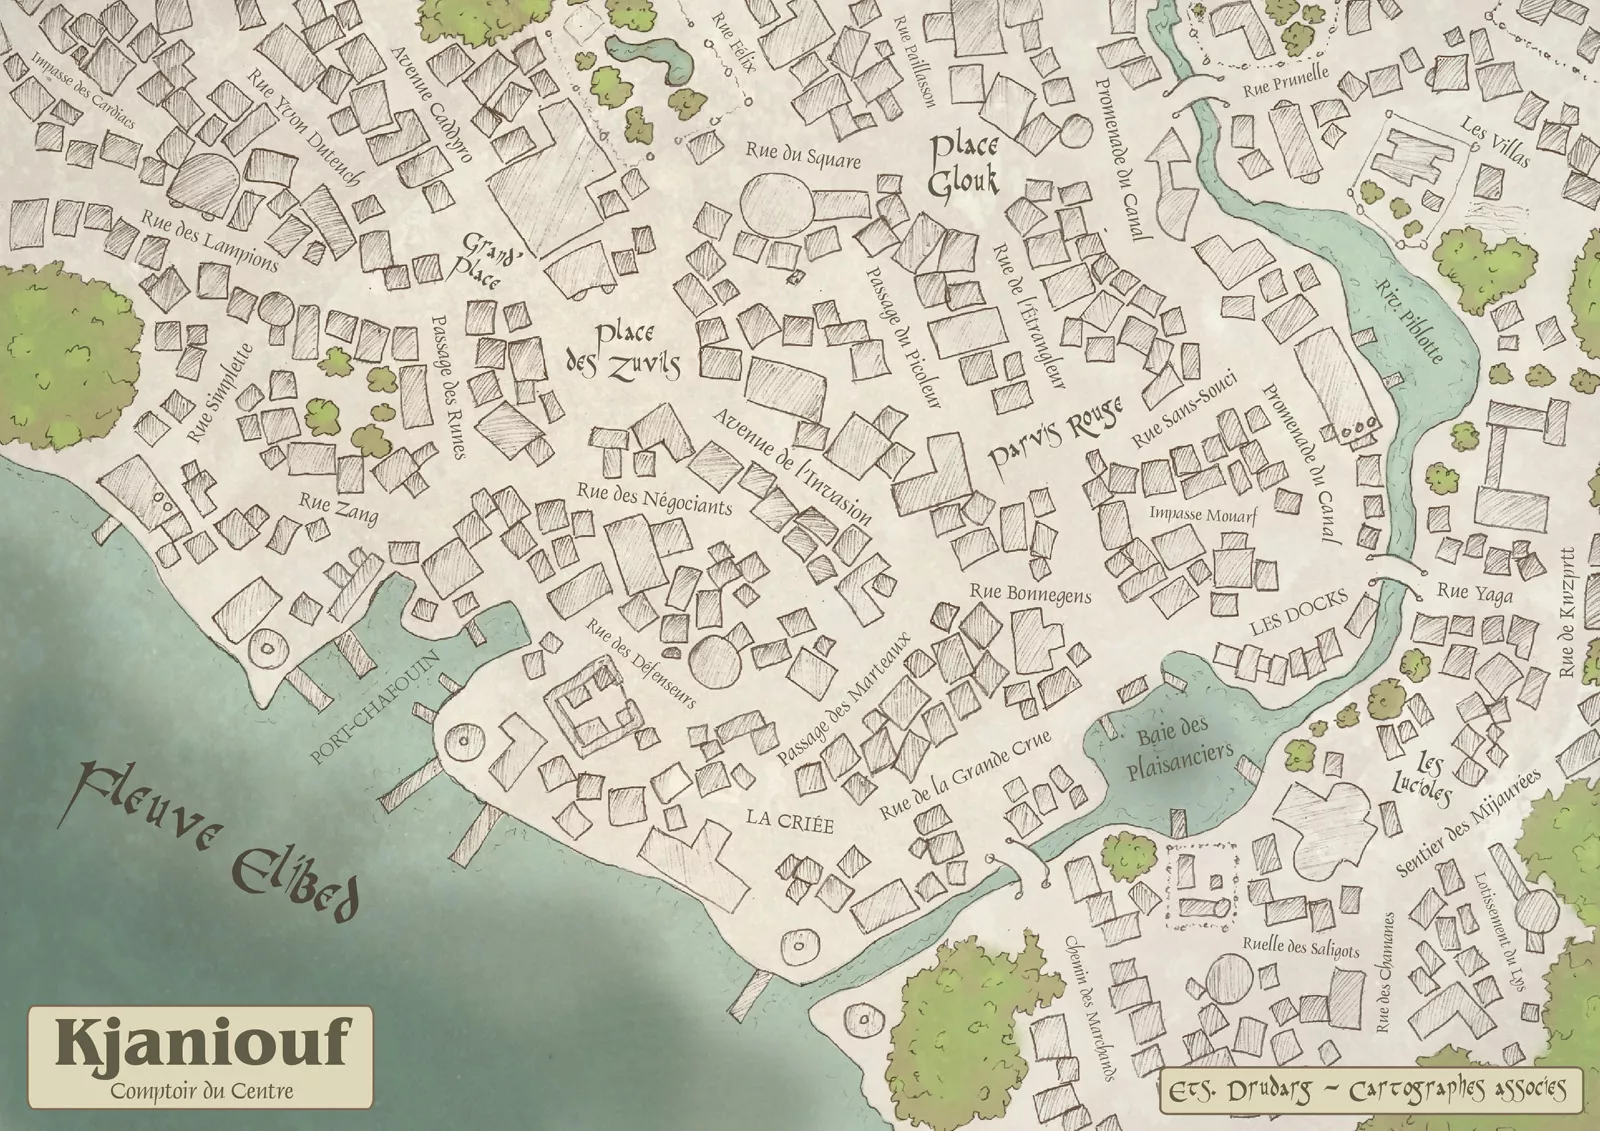 Rue Félix
Rue Paillasson
Impasse des Cardiacs
Rue Yvon Duteuch
Avenue Caddyro
Promenade du Canal
Rue Prunelle
Les Villas
Rue du Square
Place
Glouk
Rue des Lampions
Grand'
Place
Riv. Piblotte
Place
des Zuvils
Passage des Runes
Passage du Picoleur
Rue de l'Étrangleur
Rue Simplette
Parvis Rouge
Rue Sans-Souci
Promenade du Canal
Avenue de l'Invasion
Rue Zang
Rue des Négociants
Impasse Mouarf
Rue Bonnegens
LES DOCKS
Rue Yaga
Rue de Kwzprtt
Rue des Défenseurs
PORT-CHAFOUIN
Passage des Marteaux
Baie des
Plaisanciers
Rue de la Grande Crue
Les
Lucioles
LA CRIÉE
Sentier des Mijaurées
Fleuve Elibed
Lotissement du Lys
Ruelle des Saligots
Rue des Chamanes
Chemin des Marchands
Kjaniouf
Comptoir du Centre
Ets. Drudarg ~ Cartographes associés